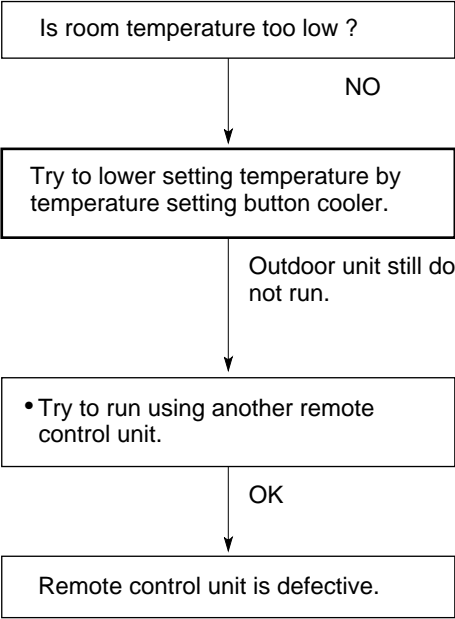 Is room temperature too low ?
NO
Try to lower setting temperature by
temperature setting button cooler.
Outdoor unit still do
not run.
•Try to run using another remote
control unit.
OK
Remote control unit is defective.